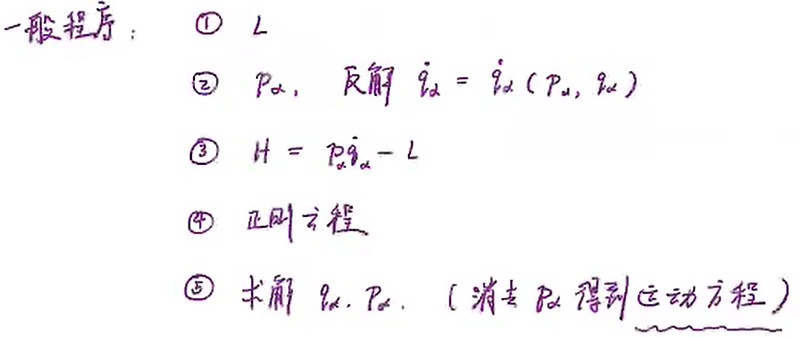 一般程序： ① L
② pα, 反解 q̇α = q̇α(pα, qα)
③ H = pαq̇α - L
④ 正则方程
⑤ 求解 qα. pα. (消去 pα 得到运动方程)